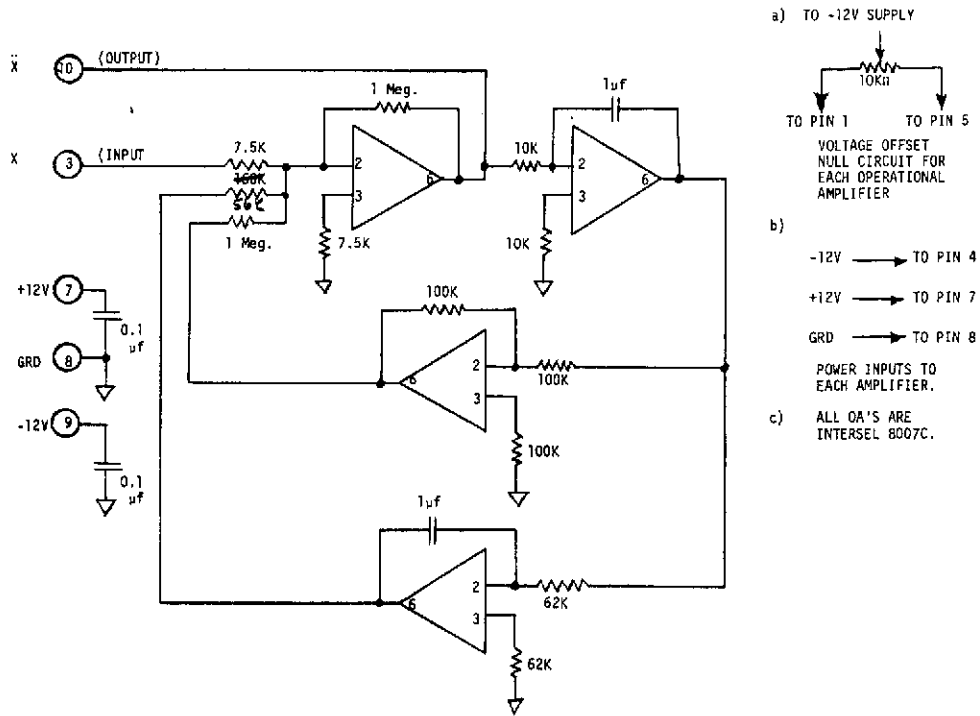 a) TO -12V SUPPLY
10KΩ
TO PIN 1 TO PIN 5
VOLTAGE OFFSET
NULL CIRCUIT FOR
EACH OPERATIONAL
AMPLIFIER
b)
-12V TO PIN 4
+12V TO PIN 7
GRD TO PIN 8
POWER INPUTS TO
EACH AMPLIFIER.
c) ALL OA'S ARE
INTERSEL 8007C.
Ẍ 10 (OUTPUT)
X 3 (INPUT
7.5K
160K
56K
1 Meg.
1 Meg.
2
3
6
7.5K
10K
1µf
2
3
6
10K
+12V 7
0.1
µf
GRD 8
-12V 9
0.1
µf
100K
2
3
6
100K
100K
1µf
2
3
6
62K
62K